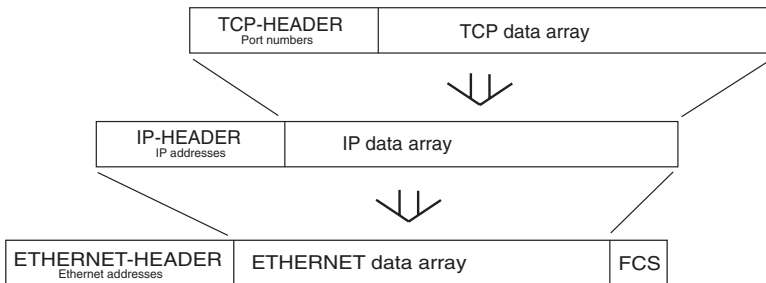 TCP-HEADER
Port numbers
TCP data array
IP-HEADER
IP addresses
IP data array
ETHERNET-HEADER
Ethernet addresses
ETHERNET data array
FCS